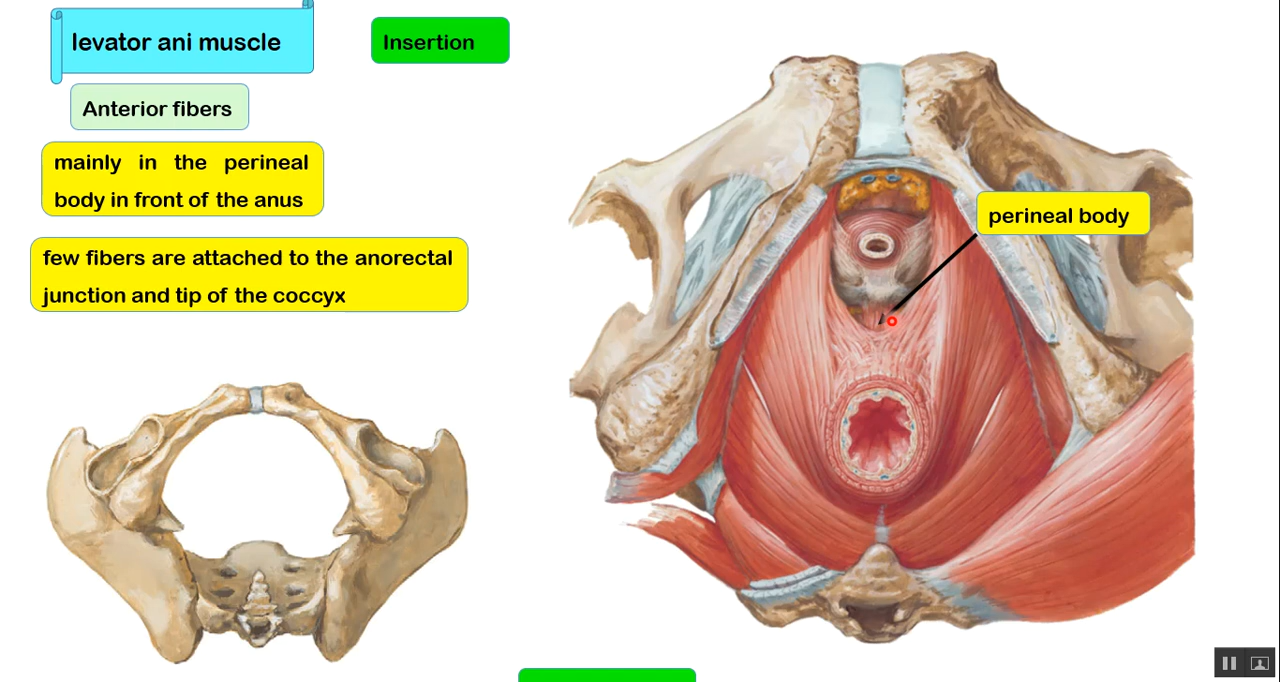 levator ani muscle
Insertion
Anterior fibers
mainly in the perineal
body in front of the anus
few fibers are attached to the anorectal
junction and tip of the coccyx
perineal body